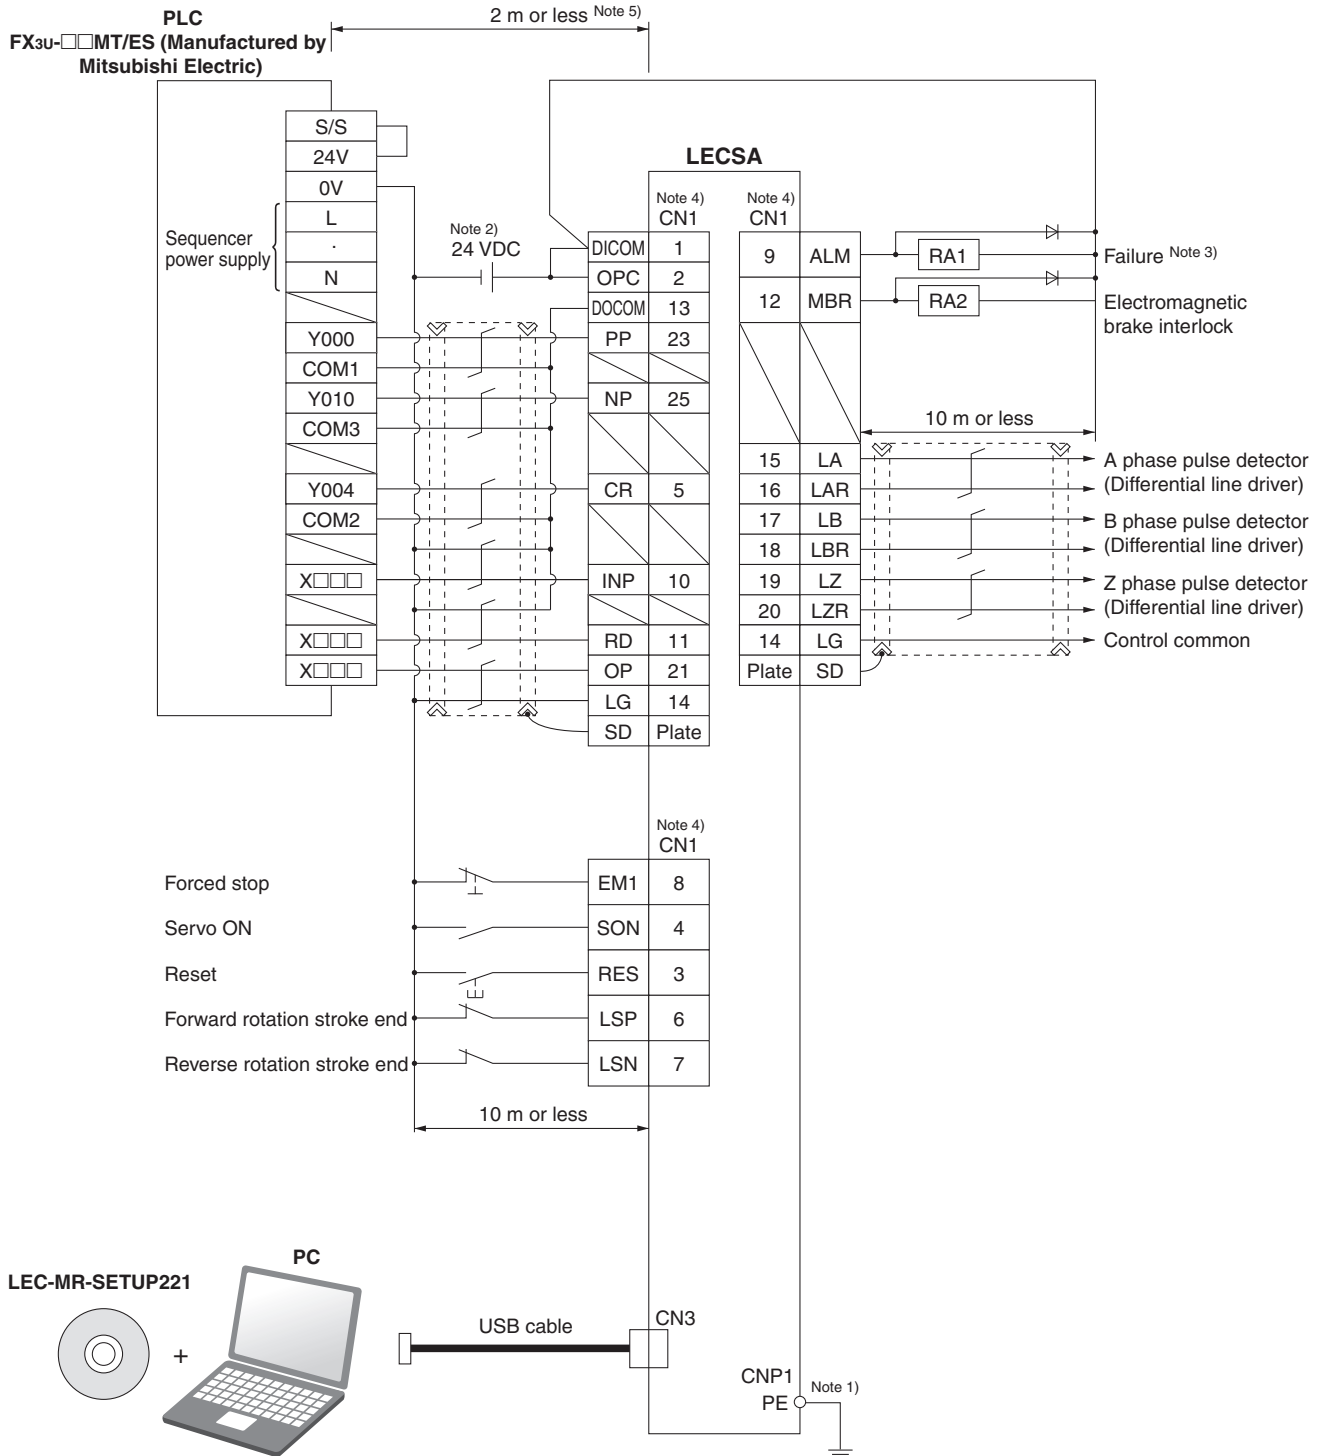 PLC
FX3U-□□MT/ES (Manufactured by
Mitsubishi Electric)
2 m or less Note 5)
S/S
24V
0V
L
·
N
Sequencer
power supply
Y000
COM1
Y010
COM3
Y004
COM2
X□□□
X□□□
X□□□
Note 2)
24 VDC
LECSA
Note 4)
CN1
DICOM 1
OPC 2
DOCOM 13
PP 23
NP 25
CR 5
INP 10
RD 11
OP 21
LG 14
SD Plate
Note 4)
CN1
9 ALM
12 MBR
15 LA
16 LAR
17 LB
18 LBR
19 LZ
20 LZR
14 LG
Plate SD
RA1
Failure Note 3)
RA2
Electromagnetic
brake interlock
10 m or less
A phase pulse detector
(Differential line driver)
B phase pulse detector
(Differential line driver)
Z phase pulse detector
(Differential line driver)
Control common
Note 4)
CN1
Forced stop
EM1 8
Servo ON
SON 4
Reset
RES 3
Forward rotation stroke end
LSP 6
Reverse rotation stroke end
LSN 7
10 m or less
PC
LEC-MR-SETUP221
+
USB cable
CN3
CNP1
PE
Note 1)